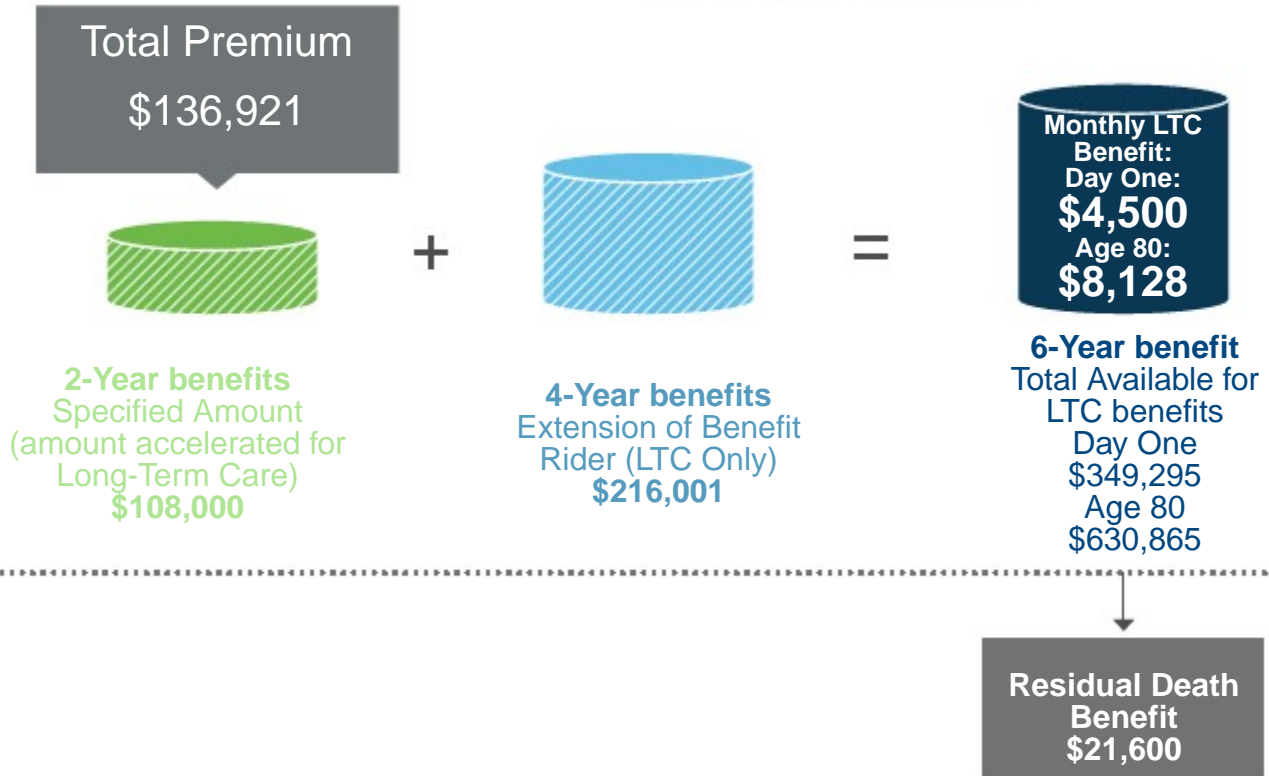 Total Premium
$136,921
+
=
Monthly LTC
Benefit:
Day One:
$4,500
Age 80:
$8,128
2-Year benefits
Specified Amount
(amount accelerated for
Long-Term Care)
$108,000
4-Year benefits
Extension of Benefit
Rider (LTC Only)
$216,001
6-Year benefit
Total Available for
LTC benefits
Day One
$349,295
Age 80
$630,865
Residual Death
Benefit
$21,600